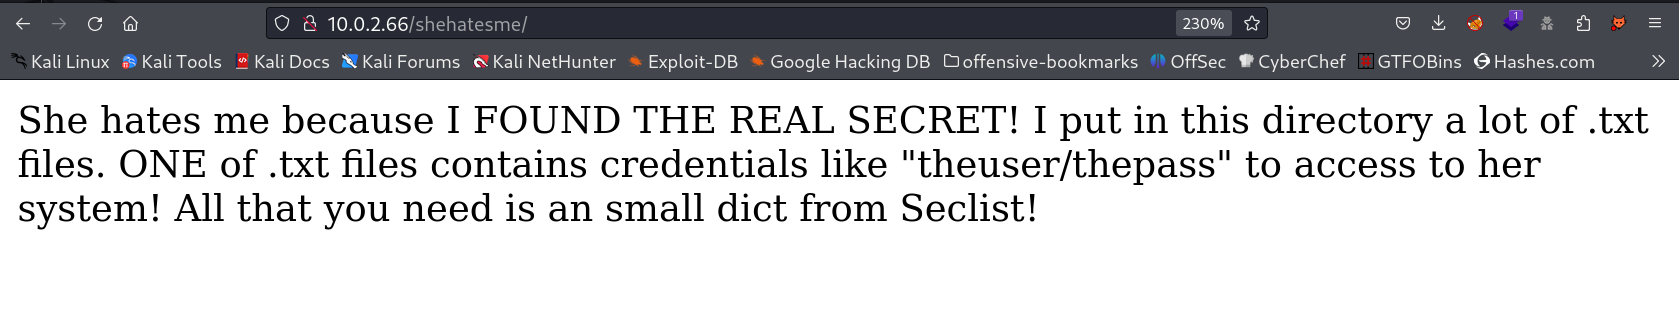 10.0.2.66/shehatesme/
230%
1
Kali Linux Kali Tools Kali Docs Kali Forums Kali NetHunter Exploit-DB Google Hacking DB offensive-bookmarks OffSec CyberChef GTFOBins Hashes.com
She hates me because I FOUND THE REAL SECRET! I put in this directory a lot of .txt
files. ONE of .txt files contains credentials like "theuser/thepass" to access to her
system! All that you need is an small dict from Seclist!